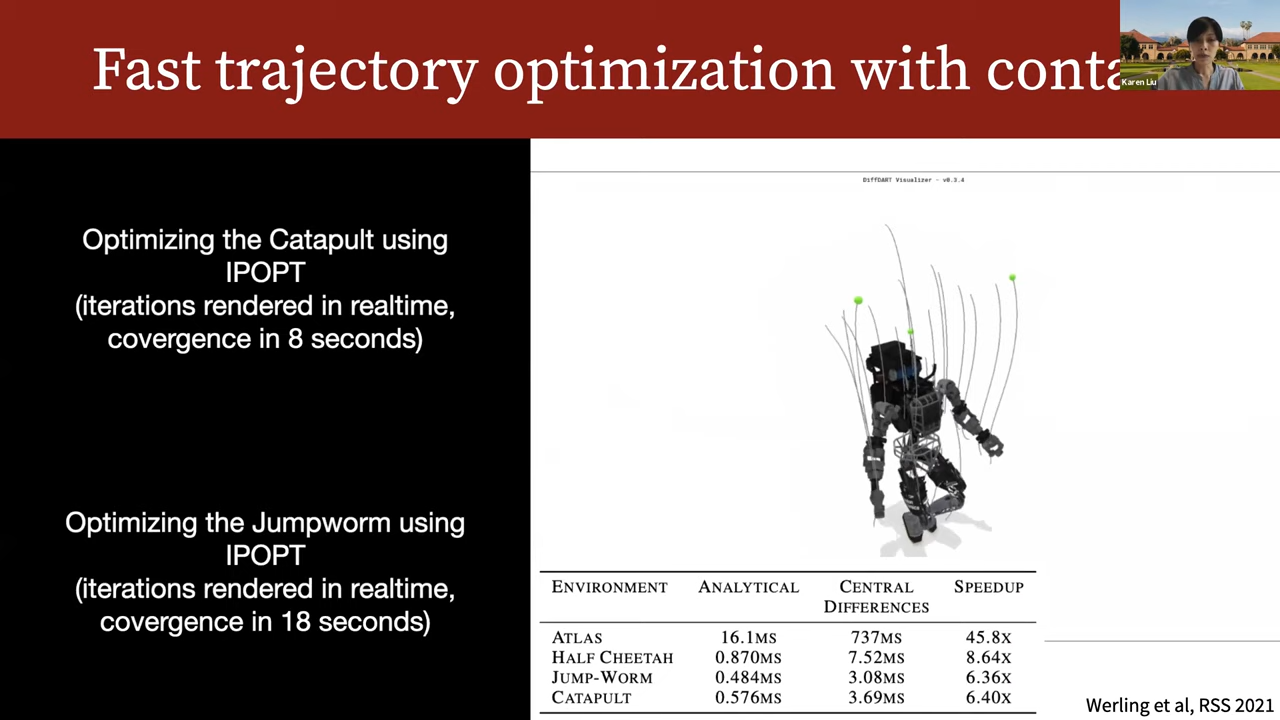 Fast trajectory optimization with conta
Karen Liu
Optimizing the Catapult using
IPOPT
(iterations rendered in realtime,
covergence in 8 seconds)
Optimizing the Jumpworm using
IPOPT
(iterations rendered in realtime,
covergence in 18 seconds)
DiffDART Visualizer - v0.3.4
ENVIRONMENT ANALYTICAL CENTRAL DIFFERENCES SPEEDUP
ATLAS 16.1MS 737MS 45.8X
HALF CHEETAH 0.870MS 7.52MS 8.64X
JUMP-WORM 0.484MS 3.08MS 6.36X
CATAPULT 0.576MS 3.69MS 6.40X
Werling et al, RSS 2021